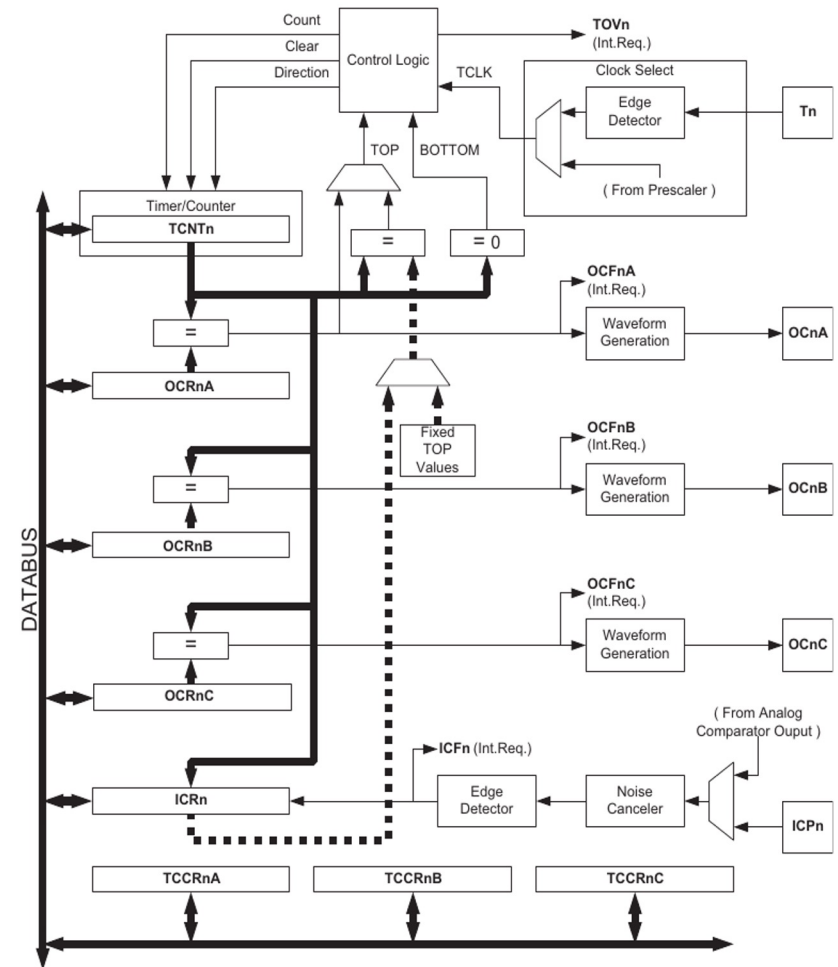 Count
TOVn
(Int.Req.)
Clear
Control Logic
Direction
TCLK
Clock Select
Edge
Detector
Tn
TOP
BOTTOM
( From Prescaler )
Timer/Counter
TCNTn
=
= 0
OCFnA
(Int.Req.)
=
Waveform
Generation
OCnA
OCRnA
Fixed
TOP
Values
OCFnB
(Int.Req.)
=
Waveform
Generation
OCnB
OCRnB
DATABUS
OCFnC
(Int.Req.)
=
Waveform
Generation
OCnC
OCRnC
( From Analog
Comparator Ouput )
ICFn (Int.Req.)
ICRn
Edge
Detector
Noise
Canceler
ICPn
TCCRnA
TCCRnB
TCCRnC